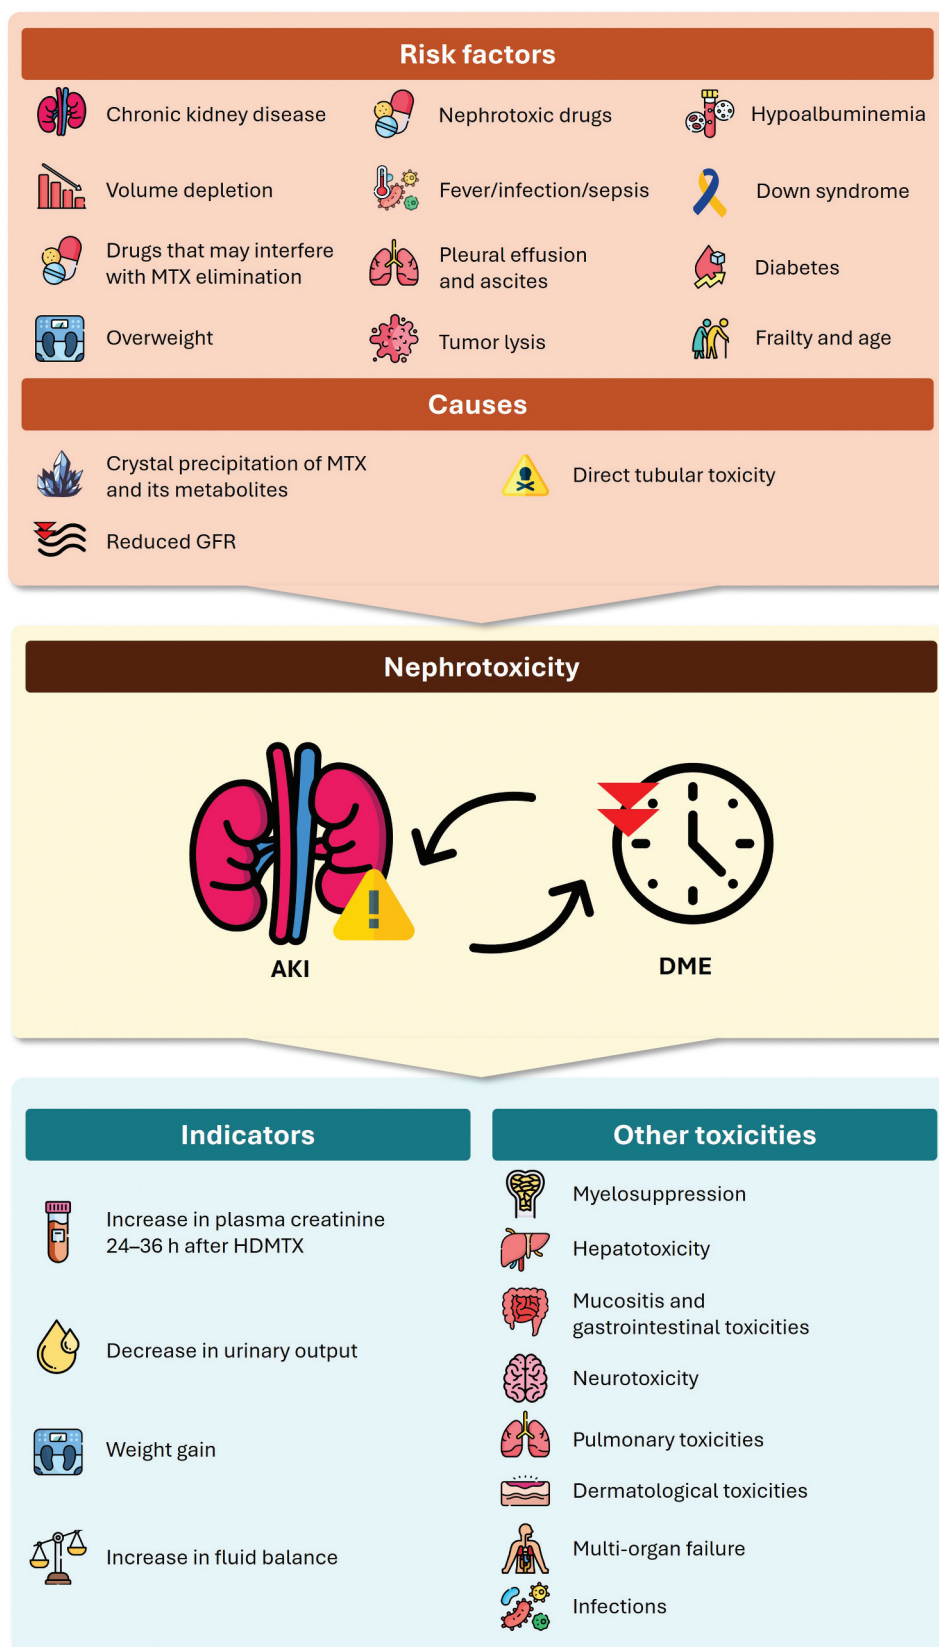 Risk factors
Chronic kidney disease
Nephrotoxic drugs
Hypoalbuminemia
Volume depletion
Fever/infection/sepsis
Down syndrome
Drugs that may interfere
with MTX elimination
Pleural effusion
and ascites
Diabetes
Overweight
Tumor lysis
Frailty and age
Causes
Crystal precipitation of MTX
and its metabolites
Direct tubular toxicity
Reduced GFR
Nephrotoxicity
!
AKI
DME
Indicators
Increase in plasma creatinine
24–36 h after HDMTX
Decrease in urinary output
Weight gain
Increase in fluid balance
Other toxicities
Myelosuppression
Hepatotoxicity
Mucositis and
gastrointestinal toxicities
Neurotoxicity
Pulmonary toxicities
Dermatological toxicities
Multi-organ failure
Infections